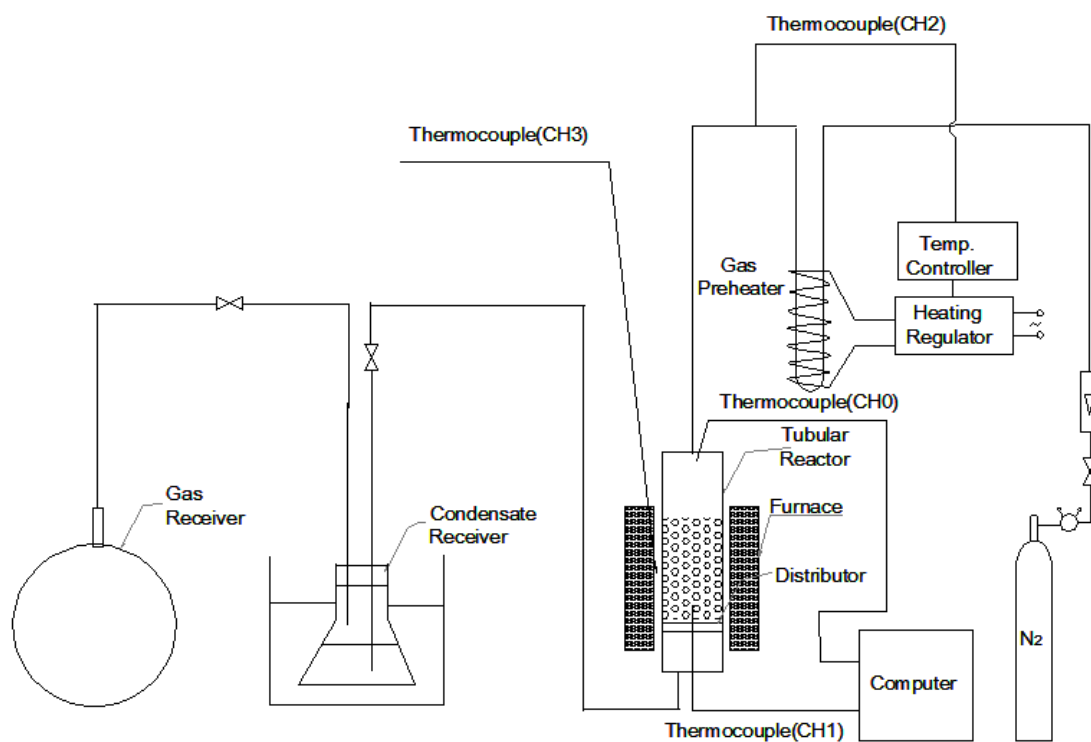 Thermocouple(CH2)
Thermocouple(CH3)
Temp.
Controller
Gas
Preheater
Heating
Regulator
~
Thermocouple(CH0)
Tubular
Reactor
Gas
Receiver
Condensate
Receiver
Furnace
Distributor
N2
Computer
Thermocouple(CH1)